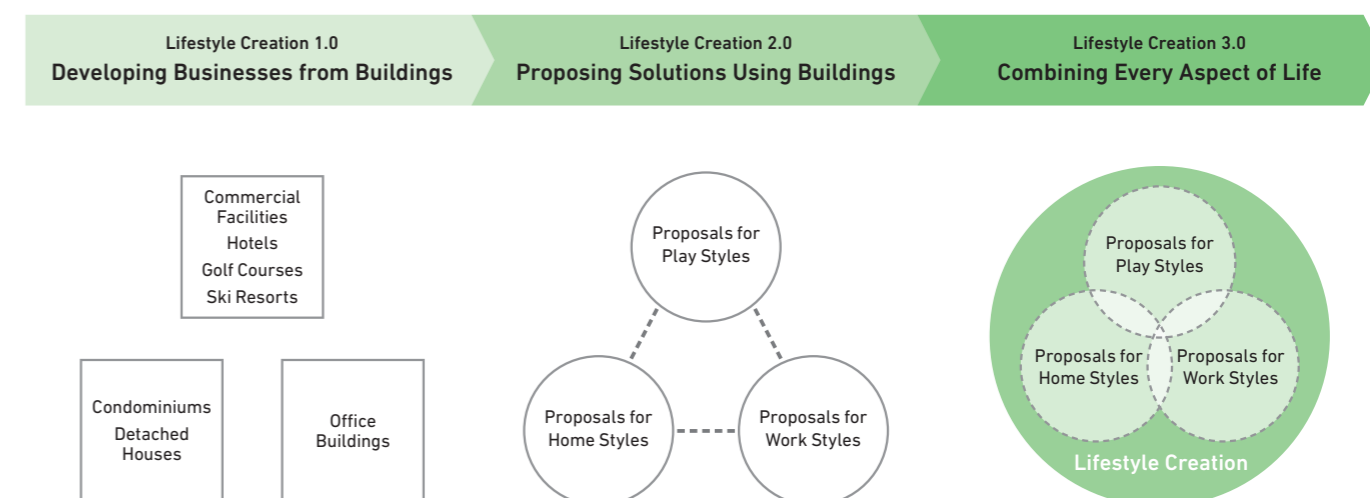 Lifestyle Creation 1.0
Developing Businesses from Buildings
Lifestyle Creation 2.0
Proposing Solutions Using Buildings
Lifestyle Creation 3.0
Combining Every Aspect of Life
Commercial
Facilities
Hotels
Golf Courses
Ski Resorts
Condominiums
Detached
Houses
Office
Buildings
Proposals for
Play Styles
Proposals for
Home Styles
Proposals for
Work Styles
Proposals for
Play Styles
Proposals for
Home Styles
Proposals for
Work Styles
Lifestyle Creation